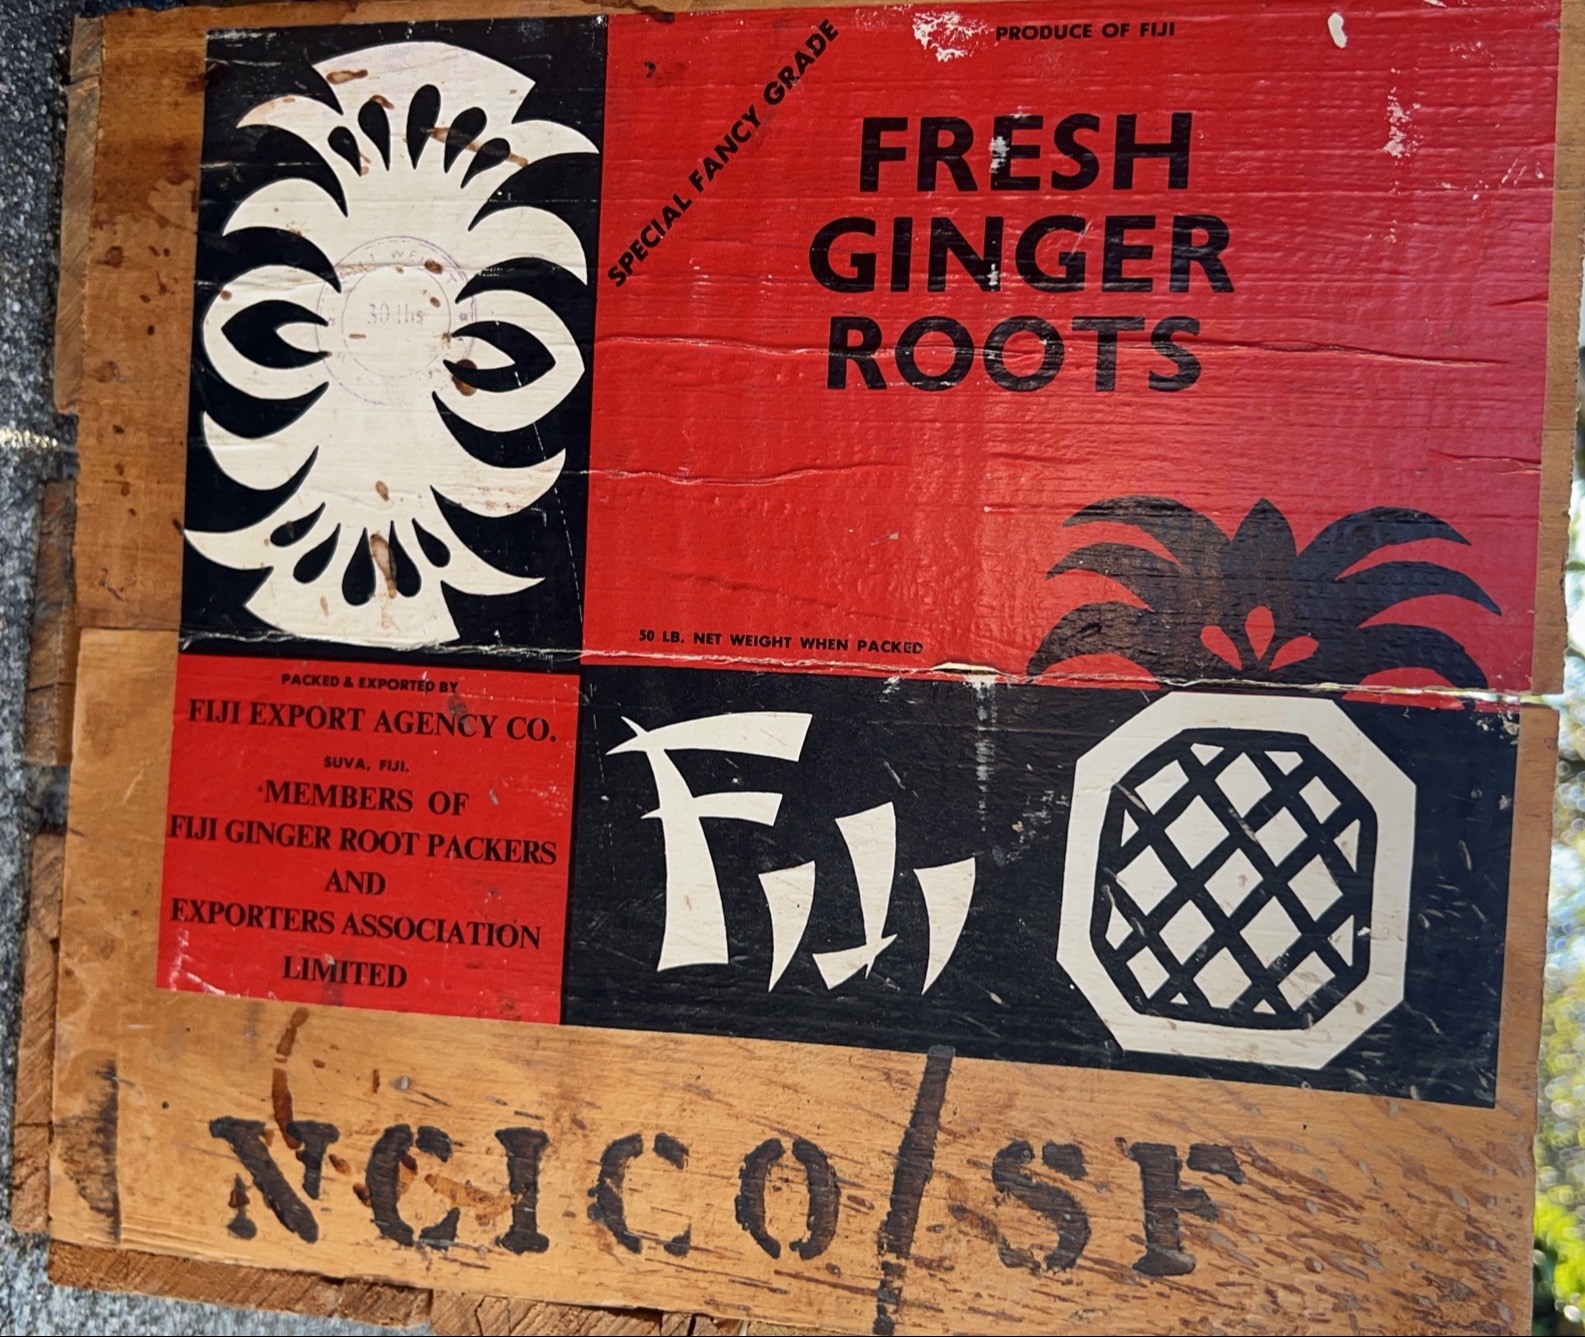 PRODUCE OF FIJI
SPECIAL FANCY GRADE
FRESH
GINGER
ROOTS
30 lbs
50 LB. NET WEIGHT WHEN PACKED
PACKED & EXPORTED BY
FIJI EXPORT AGENCY CO.
SUVA, FIJI.
MEMBERS OF
FIJI GINGER ROOT PACKERS
AND
EXPORTERS ASSOCIATION
LIMITED
FIJI
NCICO/SF